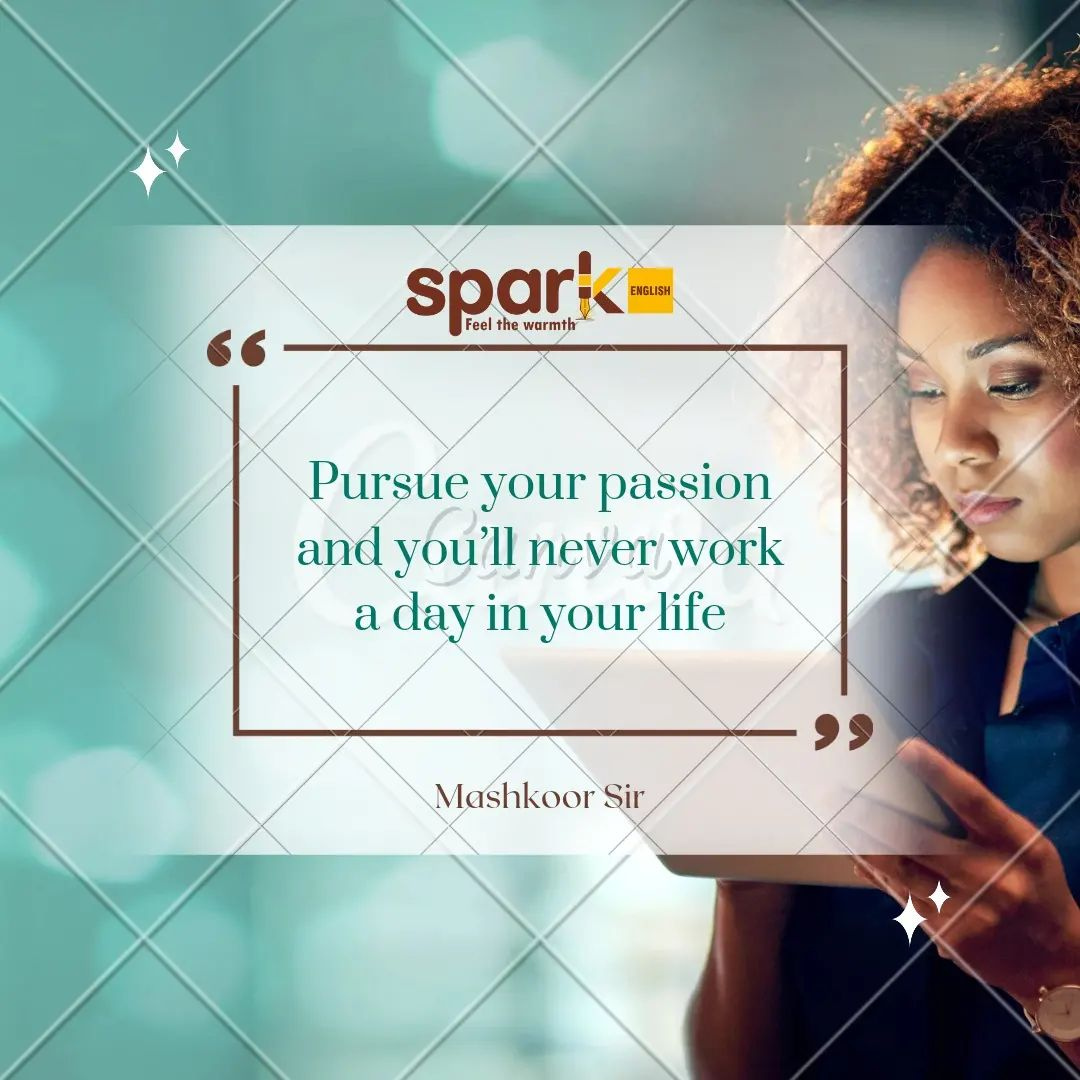 spark ENGLISH
Feel the warmth
“
Pursue your passion
and you’ll never work
a day in your life
”
Mashkoor Sir
Canva